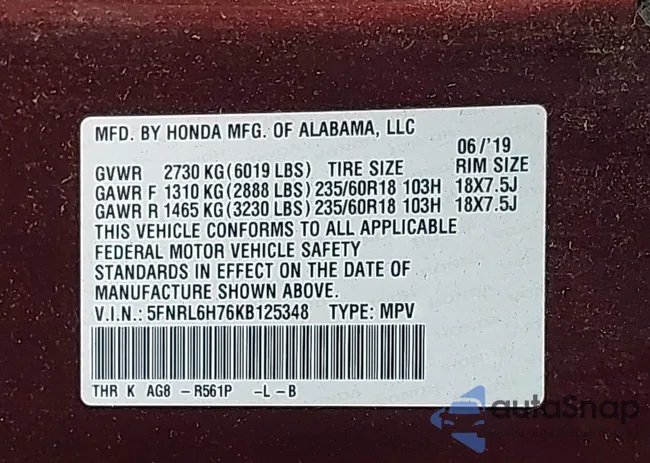 MFD. BY HONDA MFG. OF ALABAMA, LLC
06/'19
GVWR 2730 KG(6019 LBS) TIRE SIZE RIM SIZE
GAWR F 1310 KG(2888 LBS)235/60R18 103H 18X7.5J
GAWR R 1465 KG(3230 LBS)235/60R18 103H 18X7.5J
THIS VEHICLE CONFORMS TO ALL APPLICABLE
FEDERAL MOTOR VEHICLE SAFETY
STANDARDS IN EFFECT ON THE DATE OF
MANUFACTURE SHOWN ABOVE.
V.I.N.: 5FNRL6H76KB125348 TYPE: MPV
THR K AG8 - R561P -L-B
autoSnap